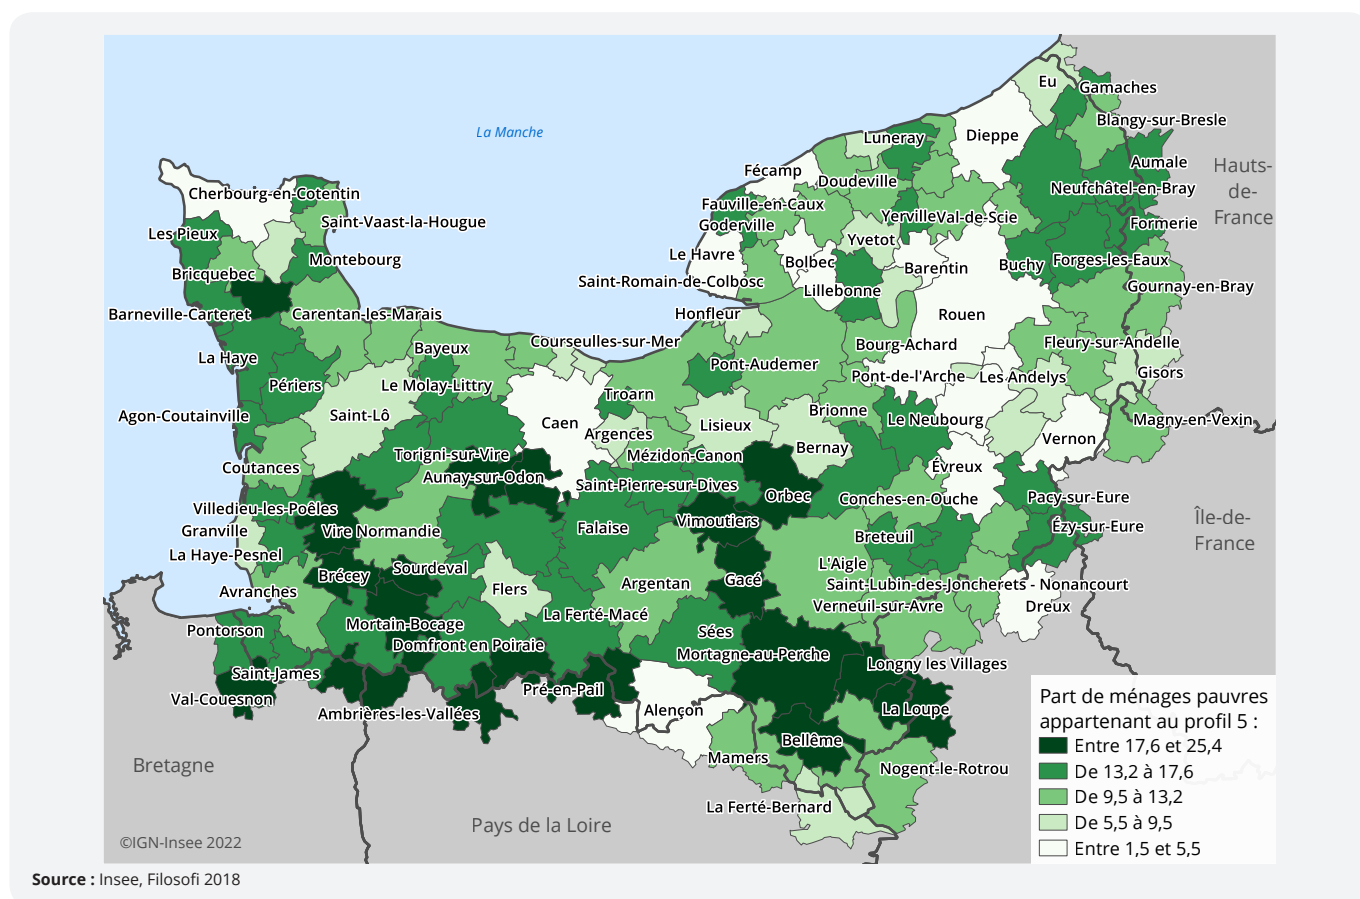 Eu
Gamaches
Blangy-sur-Bresle
La Manche
Dieppe
Luneray
Aumale
Hauts-
de-
France
Fécamp
Doudeville
Neufchâtel-en-Bray
Cherbourg-en-Cotentin
Fauville-en-Caux
Saint-Vaast-la-Hougue
Goderville
Yerville
Val-de-Scie
Formerie
Les Pieux
Yvetot
Montebourg
Le Havre
Bolbec
Barentin
Buchy
Forges-les-Eaux
Bricquebec
Saint-Romain-de-Colbosc
Lillebonne
Gournay-en-Bray
Barneville-Carteret
Carentan-les-Marais
Honfleur
Rouen
Courseulles-sur-Mer
Bourg-Achard
Fleury-sur-Andelle
Bayeux
La Haye
Pont-Audemer
Pont-de-l'Arche
Les Andelys
Gisors
Périers
Le Molay-Littry
Troarn
Agon-Coutainville
Saint-Lô
Caen
Argences
Lisieux
Brionne
Le Neubourg
Magny-en-Vexin
Vernon
Bernay
Torigni-sur-Vire
Mézidon-Canon
Coutances
Aunay-sur-Odon
Évreux
Saint-Pierre-sur-Dives
Orbec
Conches-en-Ouche
Pacy-sur-Eure
Villedieu-les-Poêles
Vimoutiers
Île-de-
France
Granville
Vire Normandie
Falaise
Breteuil
Ézy-sur-Eure
La Haye-Pesnel
L'Aigle
Brécey
Sourdeval
Gacé
Avranches
Flers
Argentan
Saint-Lubin-des-Joncherets - Nonancourt
Verneuil-sur-Avre
Dreux
La Ferté-Macé
Pontorson
Mortain-Bocage
Sées
Domfront en Poiraie
Mortagne-au-Perche
Longny les Villages
Saint-James
Pré-en-Pail
Val-Couesnon
Ambrières-les-Vallées
Alençon
La Loupe
Bellême
Mamers
Nogent-le-Rotrou
Bretagne
La Ferté-Bernard
Pays de la Loire
Part de ménages pauvres
appartenant au profil 5 :
Entre 17,6 et 25,4
De 13,2 à 17,6
De 9,5 à 13,2
De 5,5 à 9,5
Entre 1,5 et 5,5
©IGN-Insee 2022
Source : Insee, Filosofi 2018